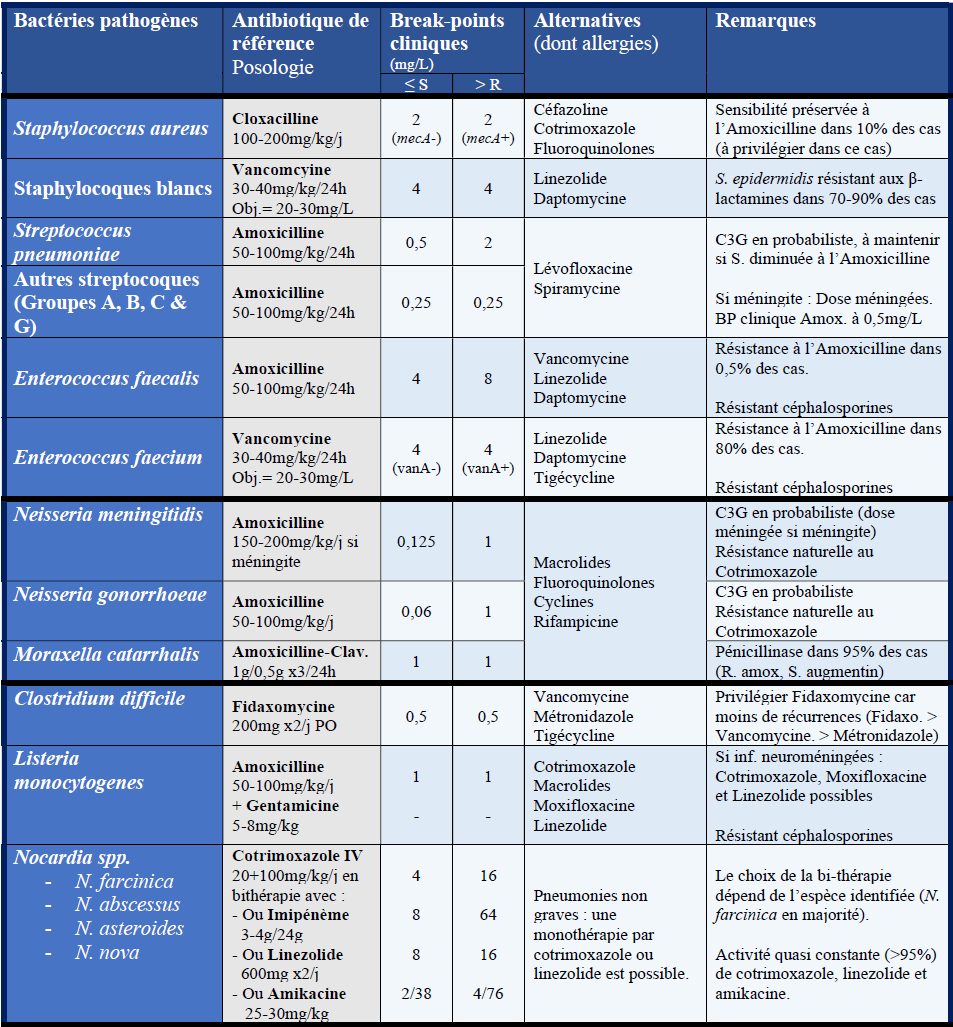 Bactéries pathogènes
Antibiotique de
référence
Posologie
Break-points
cliniques
(mg/L)
≤ S
> R
Alternatives
(dont allergies)
Remarques
Staphylococcus aureus
Cloxacilline
100-200mg/kg/j
2
(mecA-)
2
(mecA+)
Céfazoline
Cotrimoxazole
Fluoroquinolones
Sensibilité préservée à
l’Amoxicilline dans 10% des cas
(à privilégier dans ce cas)
Staphylocoques blancs
Vancomcyine
30-40mg/kg/24h
Obj.= 20-30mg/L
4
4
Linezolide
Daptomycine
S. epidermidis résistant aux β-
lactamines dans 70-90% des cas
Streptococcus
pneumoniae
Amoxicilline
50-100mg/kg/24h
0,5
2
Lévofloxacine
Spiramycine
C3G en probabiliste, à maintenir
si S. diminuée à l’Amoxicilline
Si méningite : Dose méningées.
BP clinique Amox. à 0,5mg/L
Autres streptocoques
(Groupes A, B, C &
G)
Amoxicilline
50-100mg/kg/24h
0,25
0,25
Enterococcus faecalis
Amoxicilline
50-100mg/kg/24h
4
8
Vancomycine
Linezolide
Daptomycine
Résistance à l’Amoxicilline dans
0,5% des cas.
Résistant céphalosporines
Enterococcus faecium
Vancomycine
30-40mg/kg/24h
Obj.= 20-30mg/L
4
(vanA-)
4
(vanA+)
Linezolide
Daptomycine
Tigécycline
Résistance à l’Amoxicilline dans
80% des cas.
Résistant céphalosporines
Neisseria meningitidis
Amoxicilline
150-200mg/kg/j si
méningite
0,125
1
Macrolides
Fluoroquinolones
Cyclines
Rifampicine
C3G en probabiliste (dose
méningée si méningite)
Résistance naturelle au
Cotrimoxazole
Neisseria gonorrhoeae
Amoxicilline
50-100mg/kg/j
0,06
1
C3G en probabiliste
Résistance naturelle au
Cotrimoxazole
Moraxella catarrhalis
Amoxicilline-Clav.
1g/0,5g x3/24h
1
1
Pénicillinase dans 95% des cas
(R. amox, S. augmentin)
Clostridium difficile
Fidaxomycine
200mg x2/j PO
0,5
0,5
Vancomycine
Métronidazole
Tigécycline
Privilégier Fidaxomycine car
moins de récurrences (Fidaxo. >
Vancomycine. > Métronidazole)
Listeria
monocytogenes
Amoxicilline
50-100mg/kg/j
+ Gentamicine
5-8mg/kg
1
-
1
-
Cotrimoxazole
Macrolides
Moxifloxacine
Linezolide
Si inf. neuroméningées :
Cotrimoxazole, Moxifloxacine
et Linezolide possibles
Résistant céphalosporines
Nocardia spp.
- N. farcinica
- N. abscessus
- N. asteroides
- N. nova
Cotrimoxazole IV
20+100mg/kg/j en
bithérapie avec :
- Ou Imipénème
3-4g/24g
- Ou Linezolide
600mg x2/j
- Ou Amikacine
25-30mg/kg
4
8
8
2/38
16
64
16
4/76
Pneumonies non
graves : une
monothérapie par
cotrimoxazole ou
linezolide est possible.
Le choix de la bi-thérapie
dépend de l’espèce identifiée (N.
farcinica en majorité).
Activité quasi constante (>95%)
de cotrimoxazole, linezolide et
amikacine.